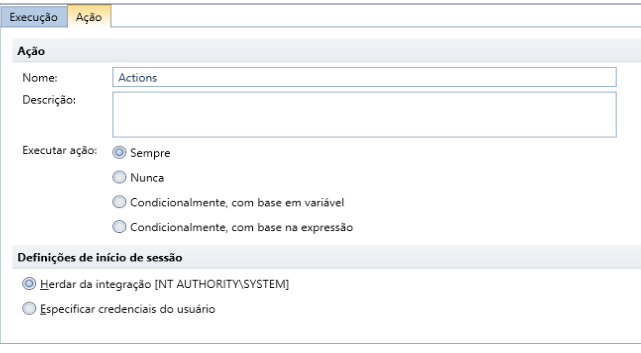 Execução Ação
Ação
Nome: Actions
Descrição:
Executar ação: Sempre
Nunca
Condicionalmente, com base em variável
Condicionalmente, com base na expressão
Definições de início de sessão
Herdar da integração [NT AUTHORITY\SYSTEM]
Especificar credenciais do usuário